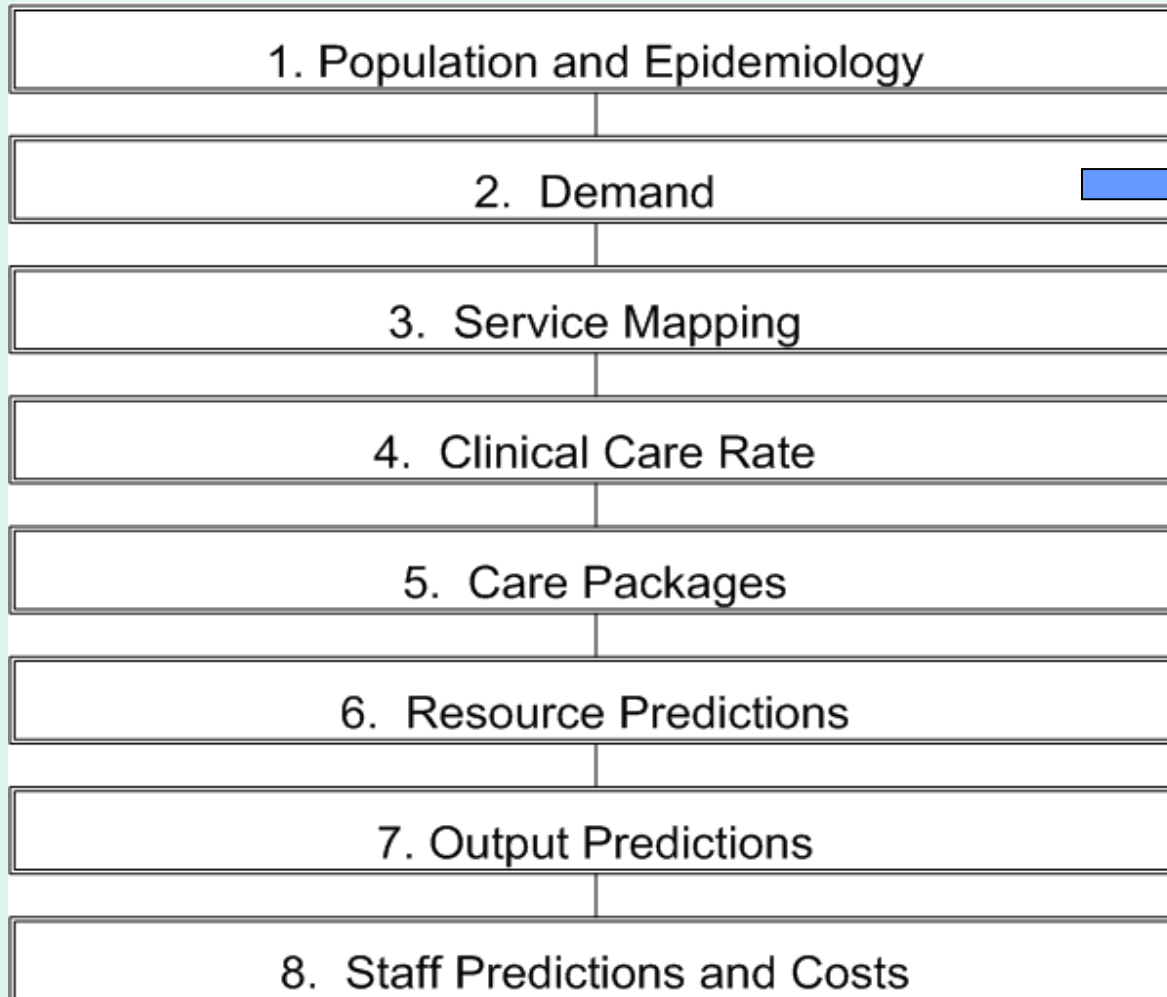 1. Population and Epidemiology
2. Demand
3. Service Mapping
4. Clinical Care Rate
5. Care Packages
6. Resource Predictions
7. Output Predictions
8. Staff Predictions and Costs